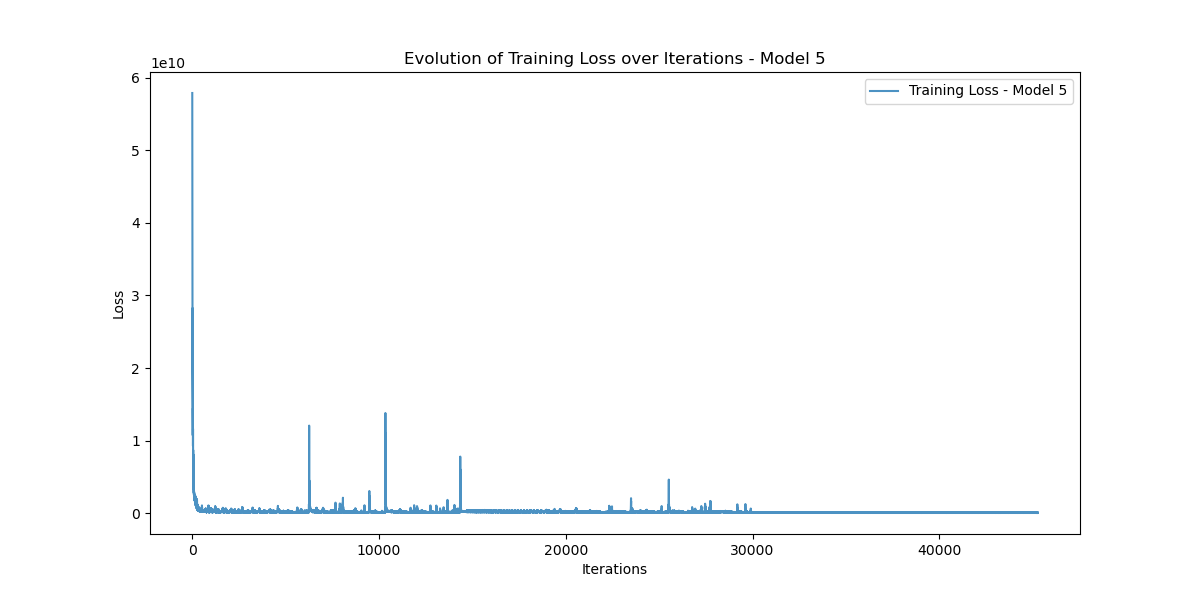 Evolution of Training Loss over Iterations - Model 5
1e10
Training Loss - Model 5
6
5
4
3
2
1
0
Loss
0 10000 20000 30000 40000
Iterations